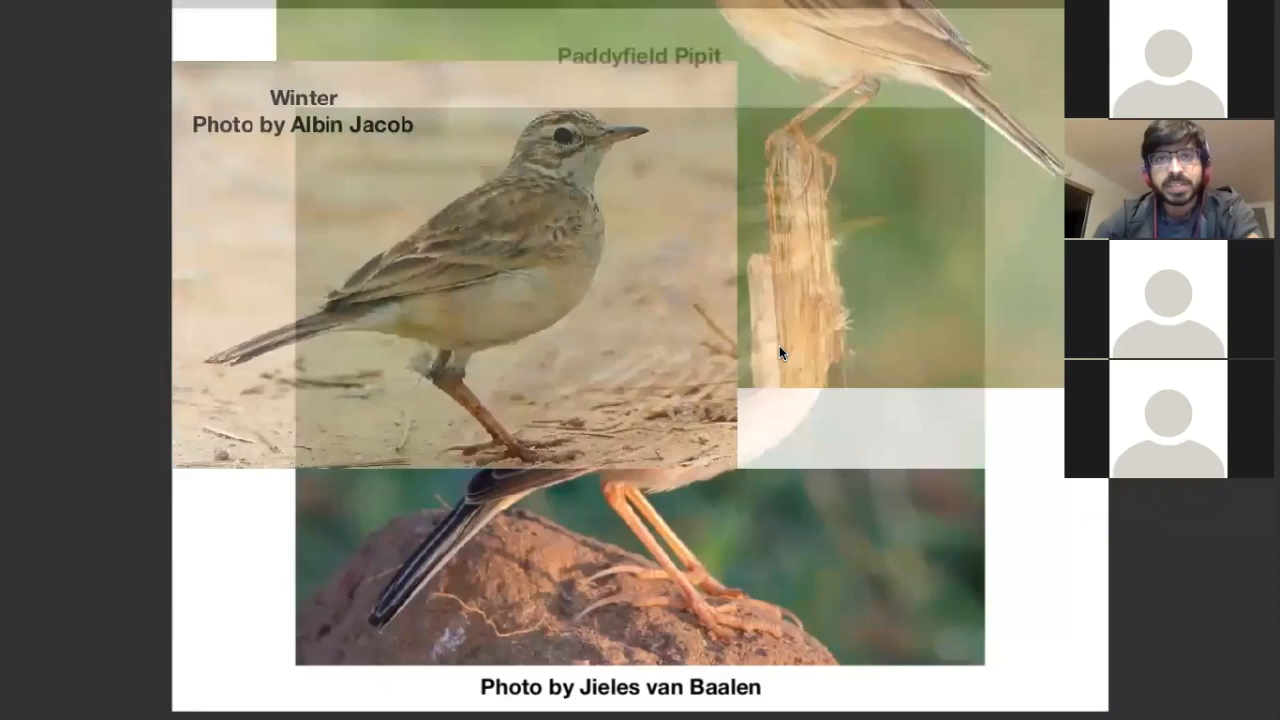 Paddyfield Pipit
Winter
Photo by Albin Jacob
Photo by Jieles van Baalen